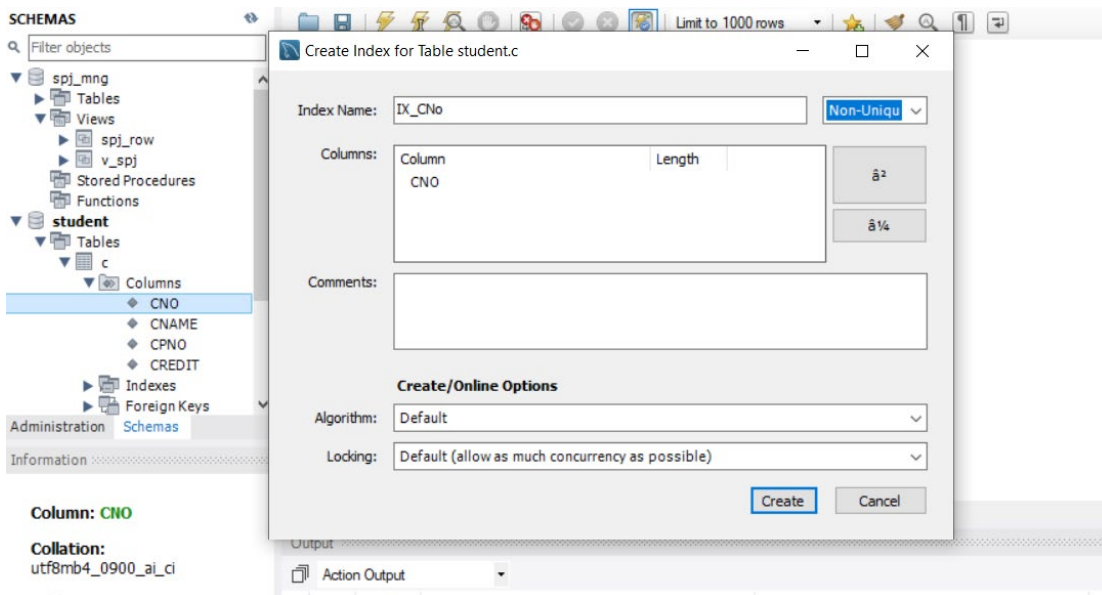 SCHEMAS
Filter objects
spj_mng
Tables
Views
spj_row
v_spj
Stored Procedures
Functions
student
Tables
c
Columns
CNO
CNAME
CPNO
CREDIT
Indexes
Foreign Keys
Administration Schemas
Information
Column: CNO
Collation:
utf8mb4_0900_ai_ci
Limit to 1000 rows
Create Index for Table student.c
Index Name: IX_CNo Non-Uniqu
Columns: Column Length
CNO
â²
â¼
Comments:
Create/Online Options
Algorithm: Default
Locking: Default (allow as much concurrency as possible)
Create Cancel
Output
Action Output